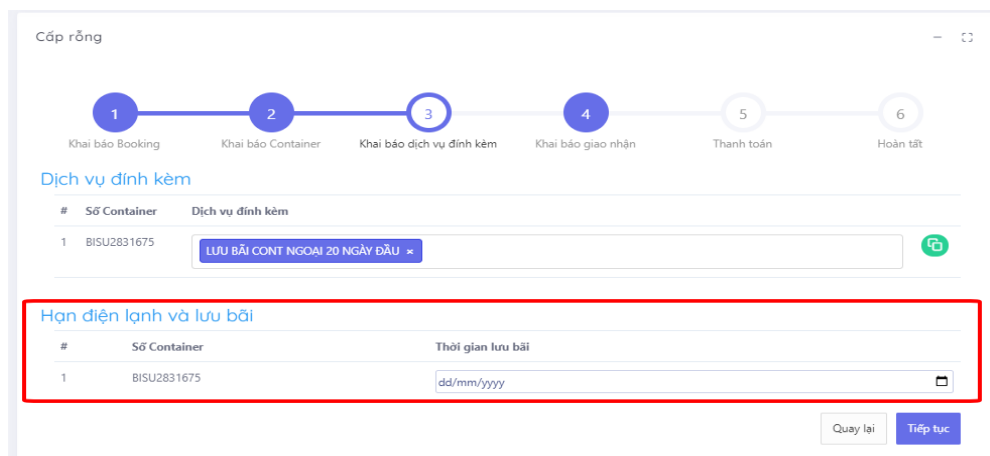 Cấp rỗng
1 2 3 4 5 6
Khai báo Booking Khai báo Container Khai báo dịch vụ đính kèm Khai báo giao nhận Thanh toán Hoàn tất
Dịch vụ đính kèm
# Số Container Dịch vụ đính kèm
1 BISU2831675 LƯU BÃI CONT NGOẠI 20 NGÀY ĐẦU ×
Hạn điện lạnh và lưu bãi
# Số Container Thời gian lưu bãi
1 BISU2831675 dd/mm/yyyy
Quay lại Tiếp tục